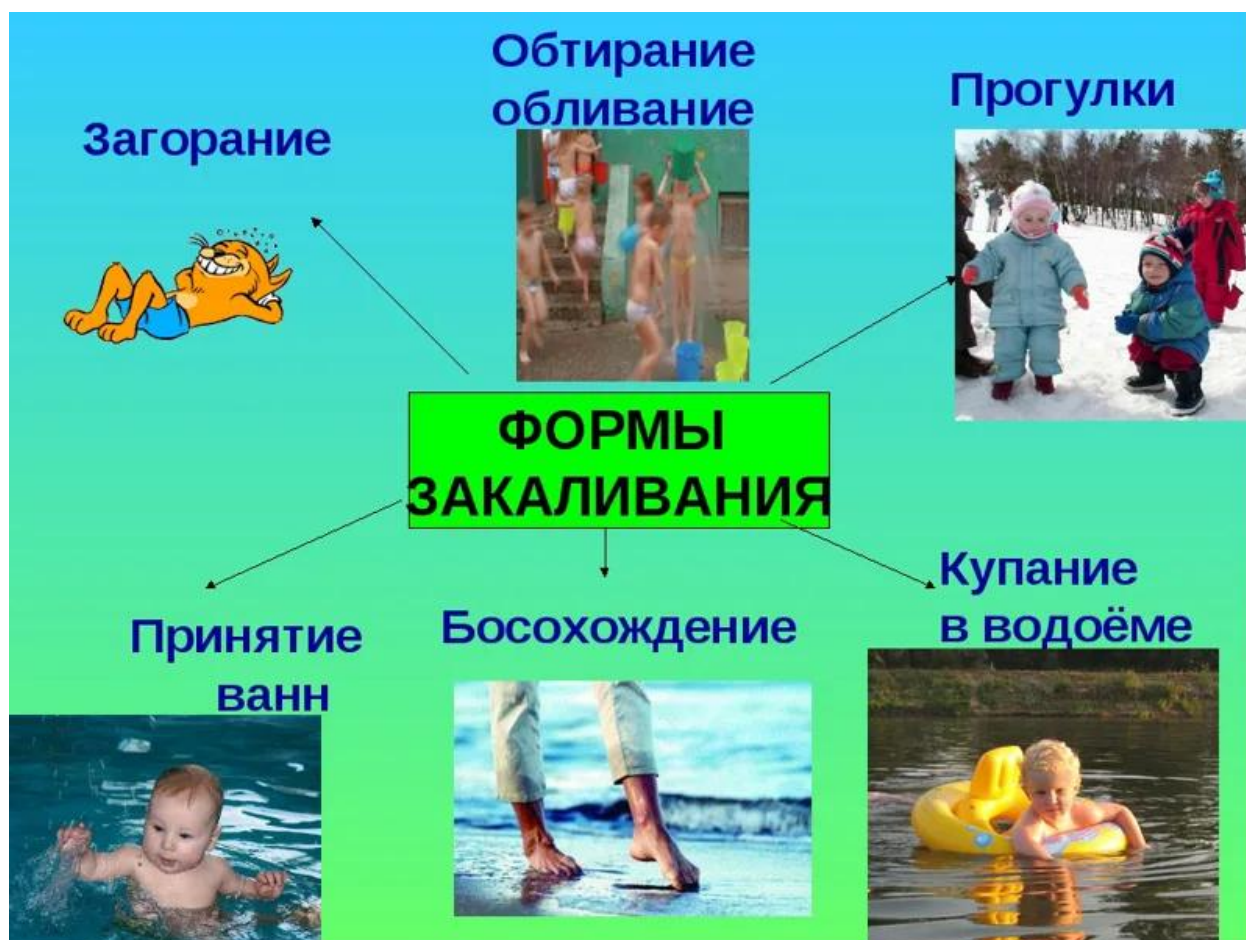 Обтирание
обливание
Прогулки
Загорание
ФОРМЫ
ЗАКАЛИВАНИЯ
Купание
в водоёме
Принятие
ванн
Босохождение